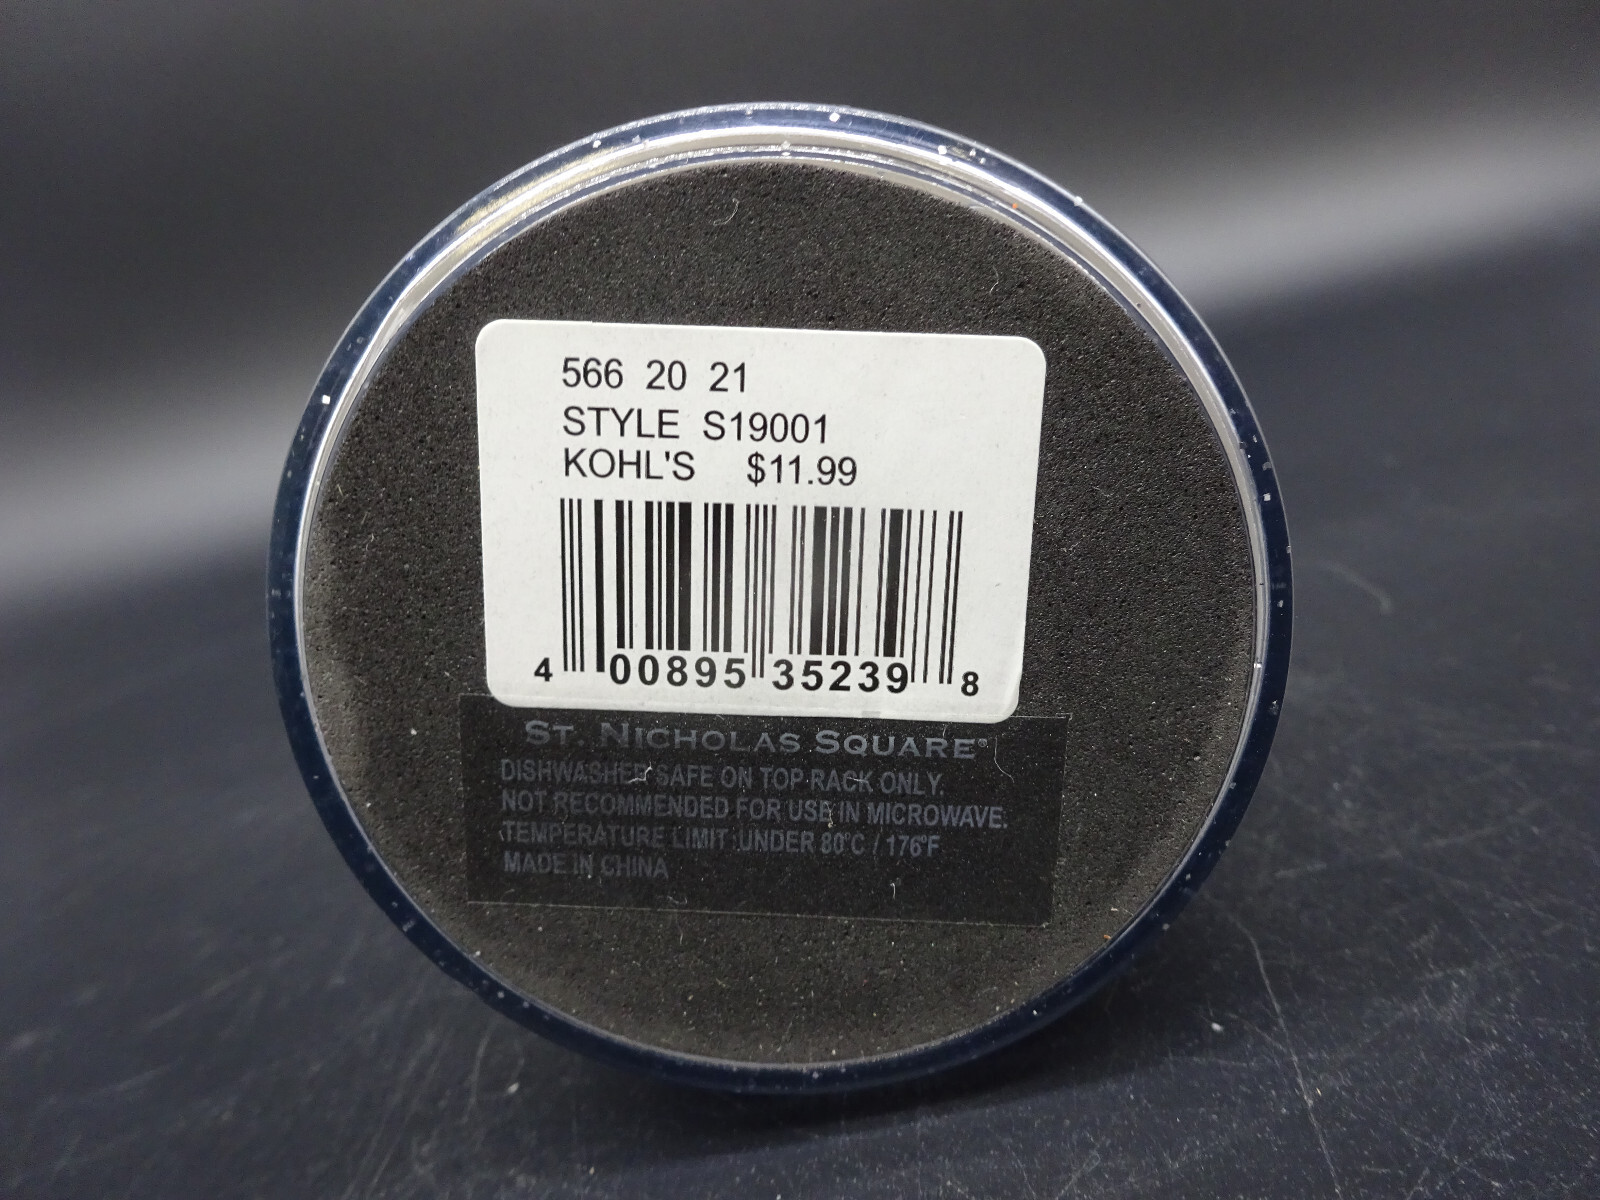 566 20 21
STYLE S19001
KOHL'S $11.99
4 00895 35239 8
ST. NICHOLAS SQUARE®
DISHWASHER SAFE ON TOP RACK ONLY.
NOT RECOMMENDED FOR USE IN MICROWAVE.
TEMPERATURE LIMIT :UNDER 80°C / 176°F
MADE IN CHINA